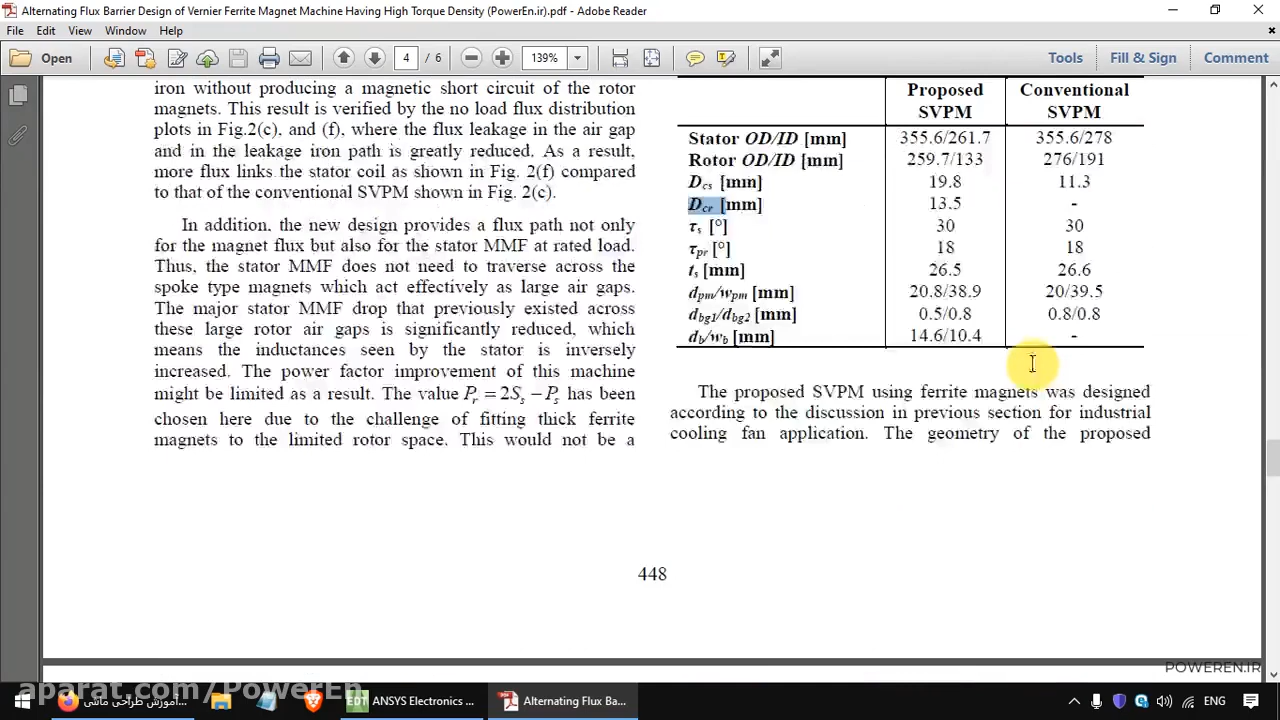 Alternating Flux Barrier Design of Vernier Ferrite Magnet Machine Having High Torque Density (PowerEn.ir).pdf - Adobe Reader
File Edit View Window Help
Open 4 / 6 139% Tools Fill & Sign Comment
iron without producing a magnetic short circuit of the rotor
magnets. This result is verified by the no load flux distribution
plots in Fig.2(c), and (f), where the flux leakage in the air gap
and in the leakage iron path is greatly reduced. As a result,
more flux links the stator coil as shown in Fig. 2(f) compared
to that of the conventional SVPM shown in Fig. 2(c).
In addition, the new design provides a flux path not only
for the magnet flux but also for the stator MMF at rated load.
Thus, the stator MMF does not need to traverse across the
spoke type magnets which act effectively as large air gaps.
The major stator MMF drop that previously existed across
these large rotor air gaps is significantly reduced, which
means the inductances seen by the stator is inversely
increased. The power factor improvement of this machine
might be limited as a result. The value Pr = 2Ss − Ps has been
chosen here due to the challenge of fitting thick ferrite
magnets to the limited rotor space. This would not be a
Proposed SVPM Conventional SVPM
Stator OD/ID [mm] 355.6/261.7 355.6/278
Rotor OD/ID [mm] 259.7/133 276/191
Dcs [mm] 19.8 11.3
Dcr [mm] 13.5 -
τs [°] 30 30
τpr [°] 18 18
ts [mm] 26.5 26.6
dpm/wpm [mm] 20.8/38.9 20/39.5
dbg1/dbg2 [mm] 0.5/0.8 0.8/0.8
db/wb [mm] 14.6/10.4 -
The proposed SVPM using ferrite magnets was designed
according to the discussion in previous section for industrial
cooling fan application. The geometry of the proposed
448
POWEREN.IR
aparat.com/PowerEn
آموزش طراحی ماشی...
EDT ANSYS Electronics ...
Alternating Flux Ba...
ENG